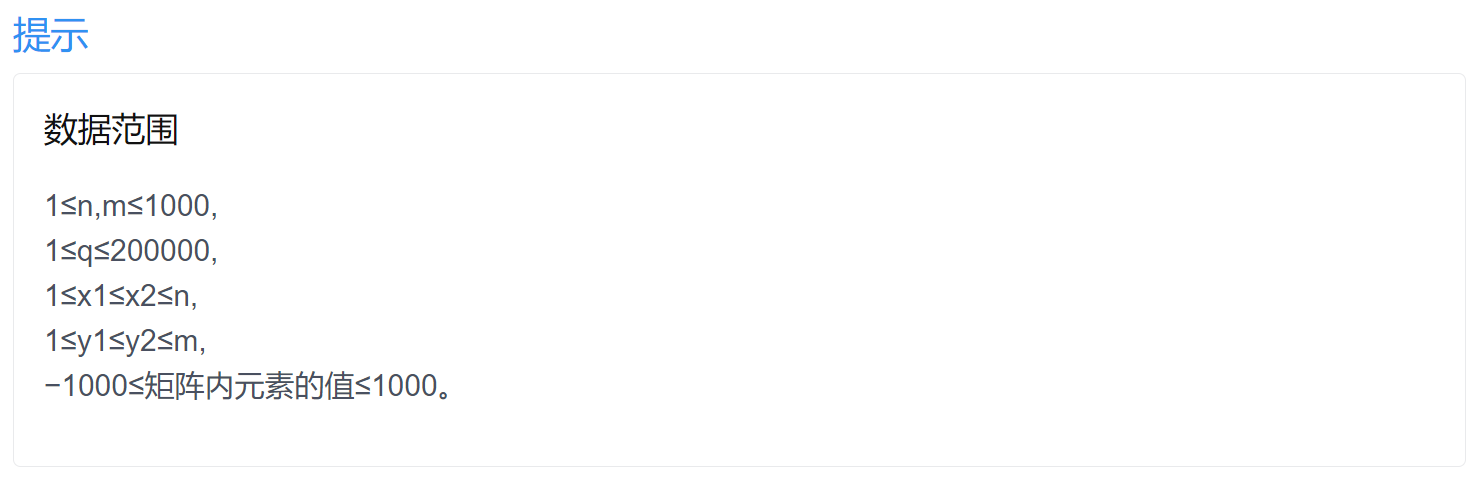 提示
数据范围
1≤n,m≤1000,
1≤q≤200000,
1≤x1≤x2≤n,
1≤y1≤y2≤m,
−1000≤矩阵内元素的值≤1000。